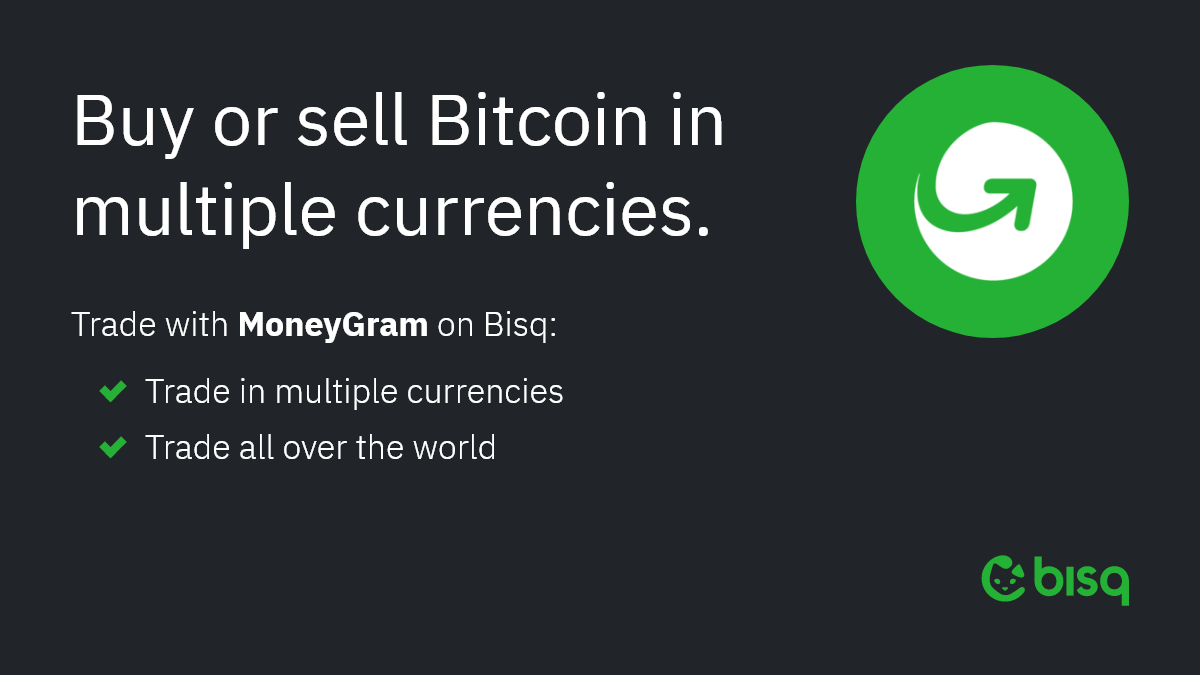 Buy or sell Bitcoin in
multiple currencies.
Trade with MoneyGram on Bisq:
Trade in multiple currencies
Trade all over the world
bisq